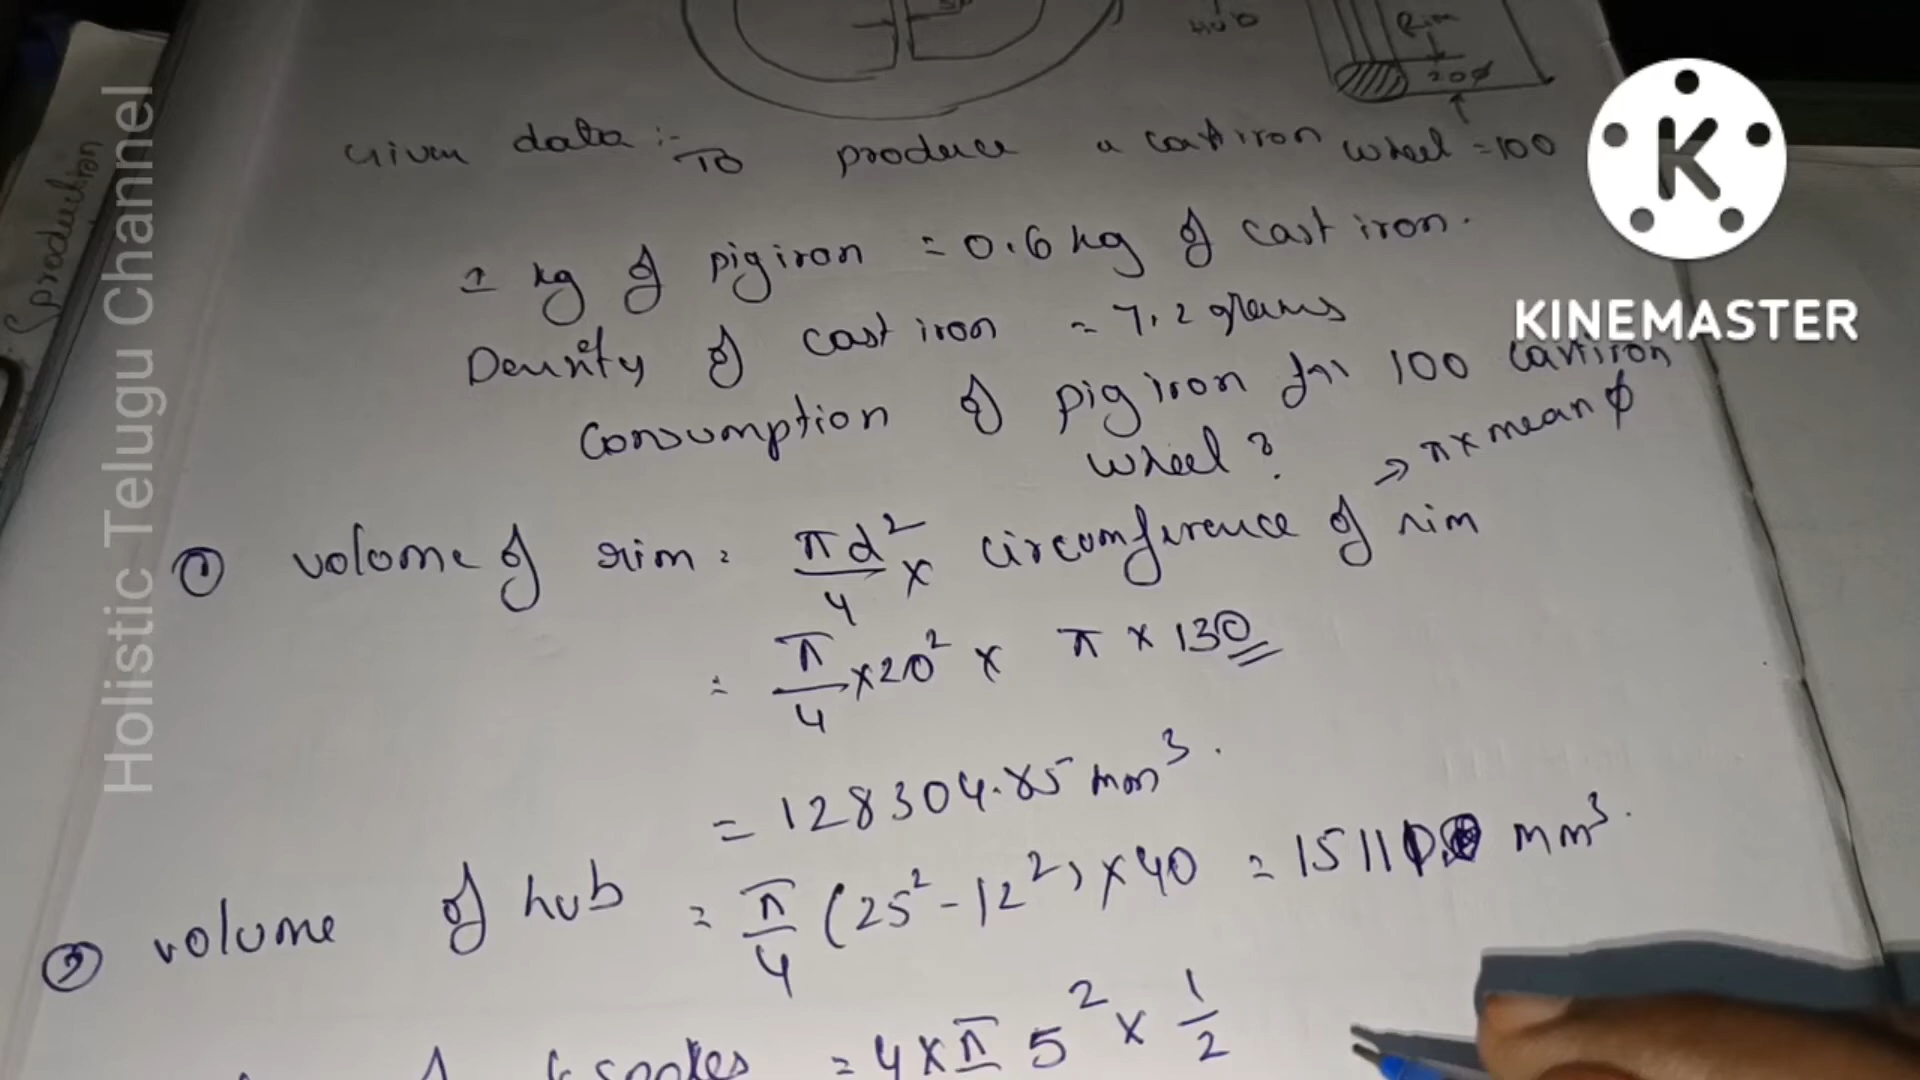 Hub
Rim
20φ
Given data :- To produce a cast iron wheel = 100
1 kg of pig iron = 0.6 kg of cast iron.
Density of cast iron = 7.2 grams
Consumption of pig iron for 100 cast iron
wheel ?
→ π x mean φ
① volume of rim = πd²/4 x circumference of rim
= π/4 x 20² x π x 130
= 128304.85 mm³.
② volume of hub = π/4 (25² - 12²) x 40 = 15110 mm³.
spokes = 4 x π 5² x 1/2
production
Holistic Telugu Channel
K
KINEMASTER